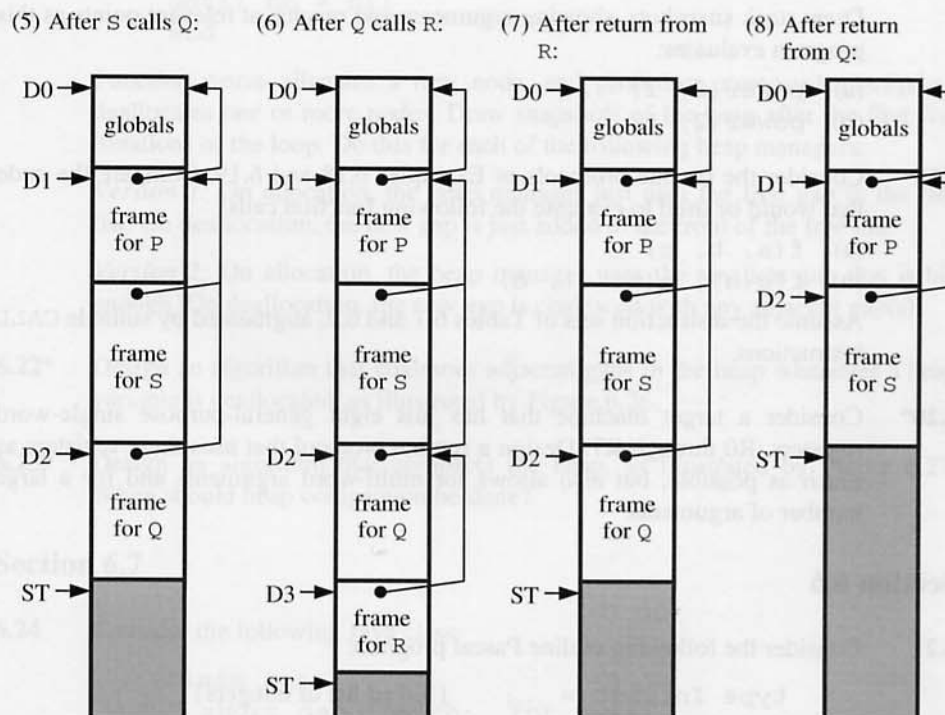 (5) After S calls Q:
D0
globals
D1
frame
for P
frame
for S
D2
frame
for Q
ST
(6) After Q calls R:
D0
globals
D1
frame
for P
frame
for S
D2
frame
for Q
D3
frame
for R
ST
(7) After return from
R:
D0
globals
D1
frame
for P
frame
for S
D2
frame
for Q
ST
(8) After return
from Q:
D0
globals
D1
frame
for P
D2
frame
for S
ST